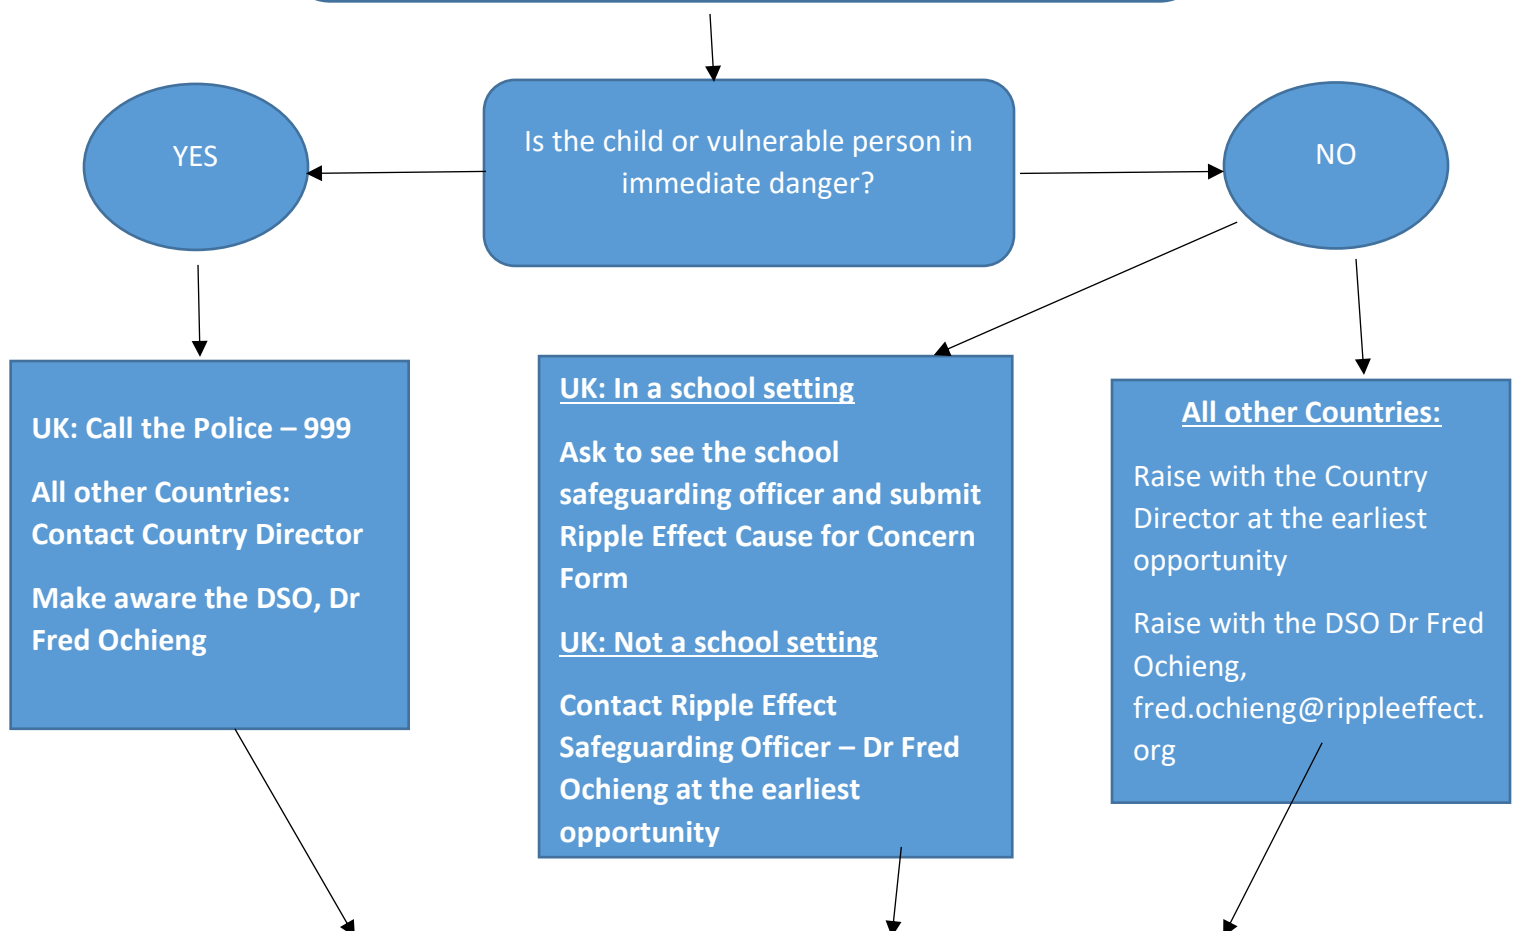 Is the child or vulnerable person in
immediate danger?
YES
NO
UK: Call the Police – 999
All other Countries:
Contact Country Director
Make aware the DSO, Dr
Fred Ochieng
UK: In a school setting
Ask to see the school
safeguarding officer and submit
Ripple Effect Cause for Concern
Form
UK: Not a school setting
Contact Ripple Effect
Safeguarding Officer – Dr Fred
Ochieng at the earliest
opportunity
All other Countries:
Raise with the Country
Director at the earliest
opportunity
Raise with the DSO Dr Fred
Ochieng,
fred.ochieng@rippleeffect.
org